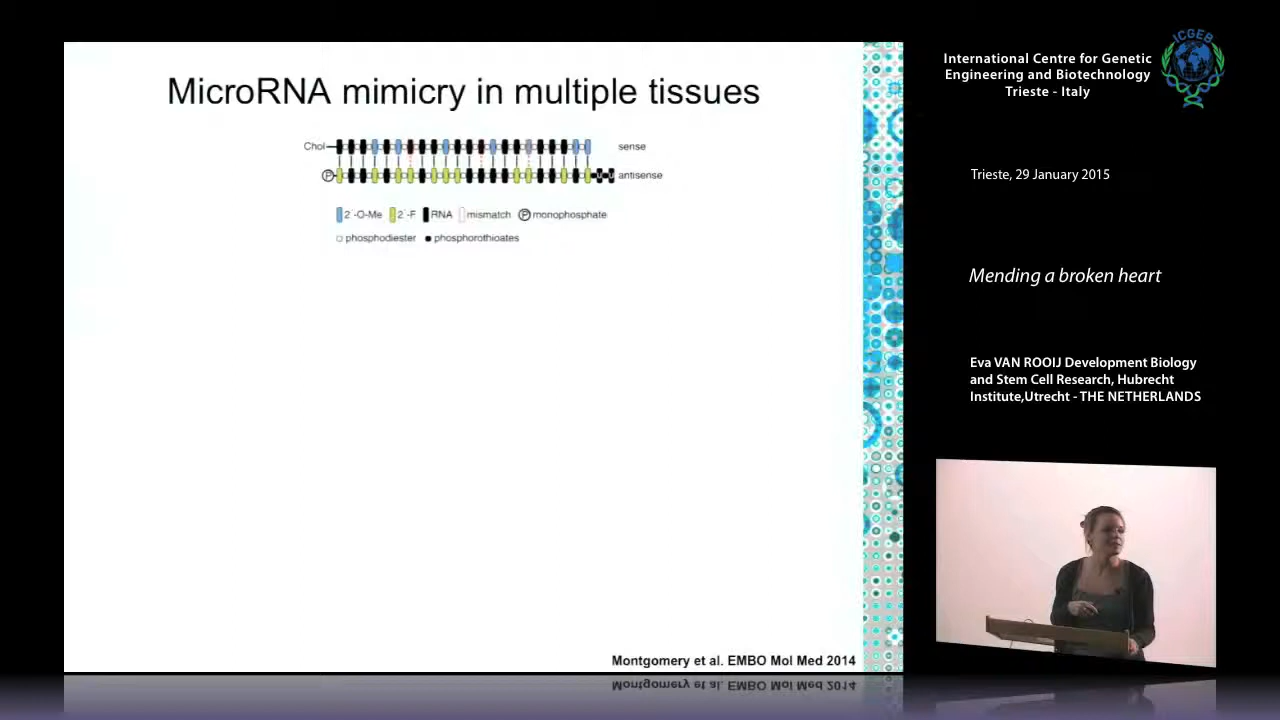 MicroRNA mimicry in multiple tissues
Chol
sense
P
antisense
2´-O-Me 2´-F RNA mismatch P monophosphate
phosphodiester phosphorothioates
Montgomery et al. EMBO Mol Med 2014
ICGEB
International Centre for Genetic
Engineering and Biotechnology
Trieste - Italy
Trieste, 29 January 2015
Mending a broken heart
Eva VAN ROOIJ Development Biology
and Stem Cell Research, Hubrecht
Institute,Utrecht - THE NETHERLANDS